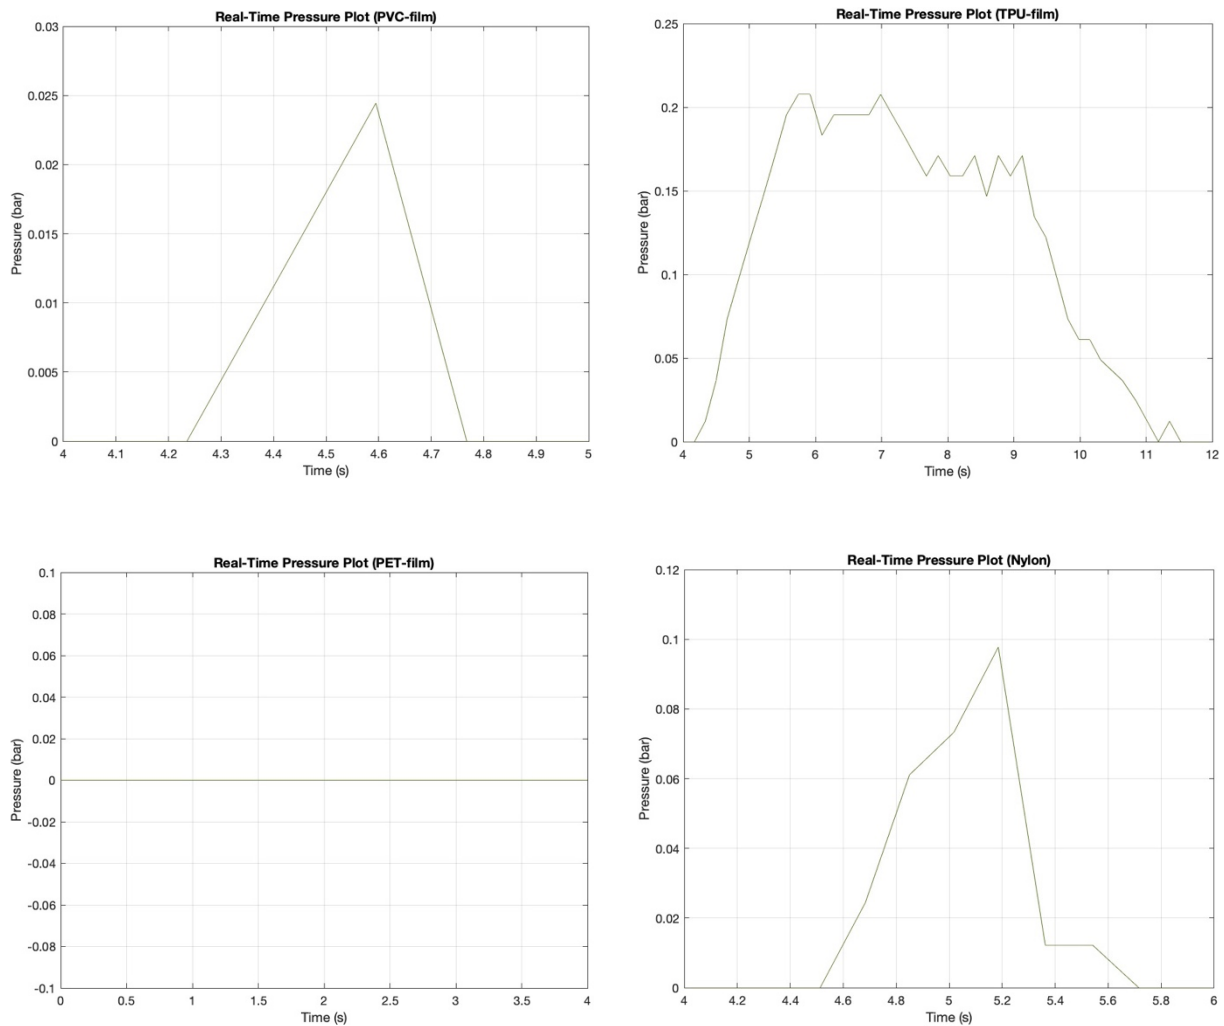 Real-Time Pressure Plot (PVC-film)
0.03
0.025
0.02
0.015
0.01
0.005
0
Pressure (bar)
4 4.1 4.2 4.3 4.4 4.5 4.6 4.7 4.8 4.9 5
Time (s)
Real-Time Pressure Plot (TPU-film)
0.25
0.2
0.15
0.1
0.05
0
Pressure (bar)
4 5 6 7 8 9 10 11 12
Time (s)
Real-Time Pressure Plot (PET-film)
0.1
0.08
0.06
0.04
0.02
0
-0.02
-0.04
-0.06
-0.08
-0.1
Pressure (bar)
0 0.5 1 1.5 2 2.5 3 3.5 4
Time (s)
Real-Time Pressure Plot (Nylon)
0.12
0.1
0.08
0.06
0.04
0.02
0
Pressure (bar)
4 4.2 4.4 4.6 4.8 5 5.2 5.4 5.6 5.8 6
Time (s)